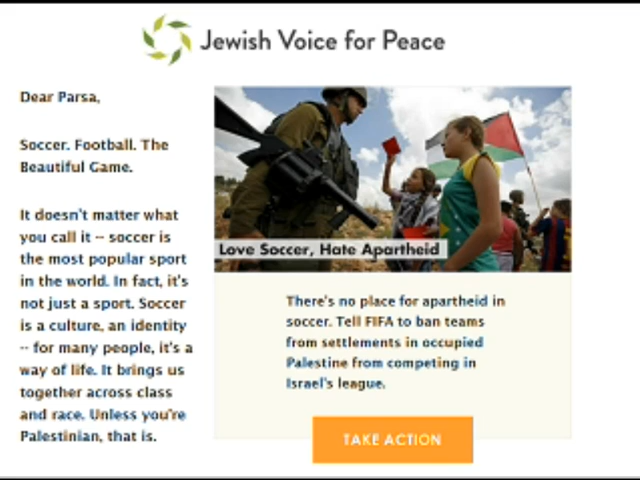 Jewish Voice for Peace
Dear Parsa,
Soccer. Football. The
Beautiful Game.
It doesn't matter what
you call it -- soccer is
the most popular sport
in the world. In fact, it's
not just a sport. Soccer
is a culture, an identity
-- for many people, it's a
way of life. It brings us
together across class
and race. Unless you're
Palestinian, that is.
Love Soccer, Hate Apartheid
There's no place for apartheid in
soccer. Tell FIFA to ban teams
from settlements in occupied
Palestine from competing in
Israel's league.
TAKE ACTION